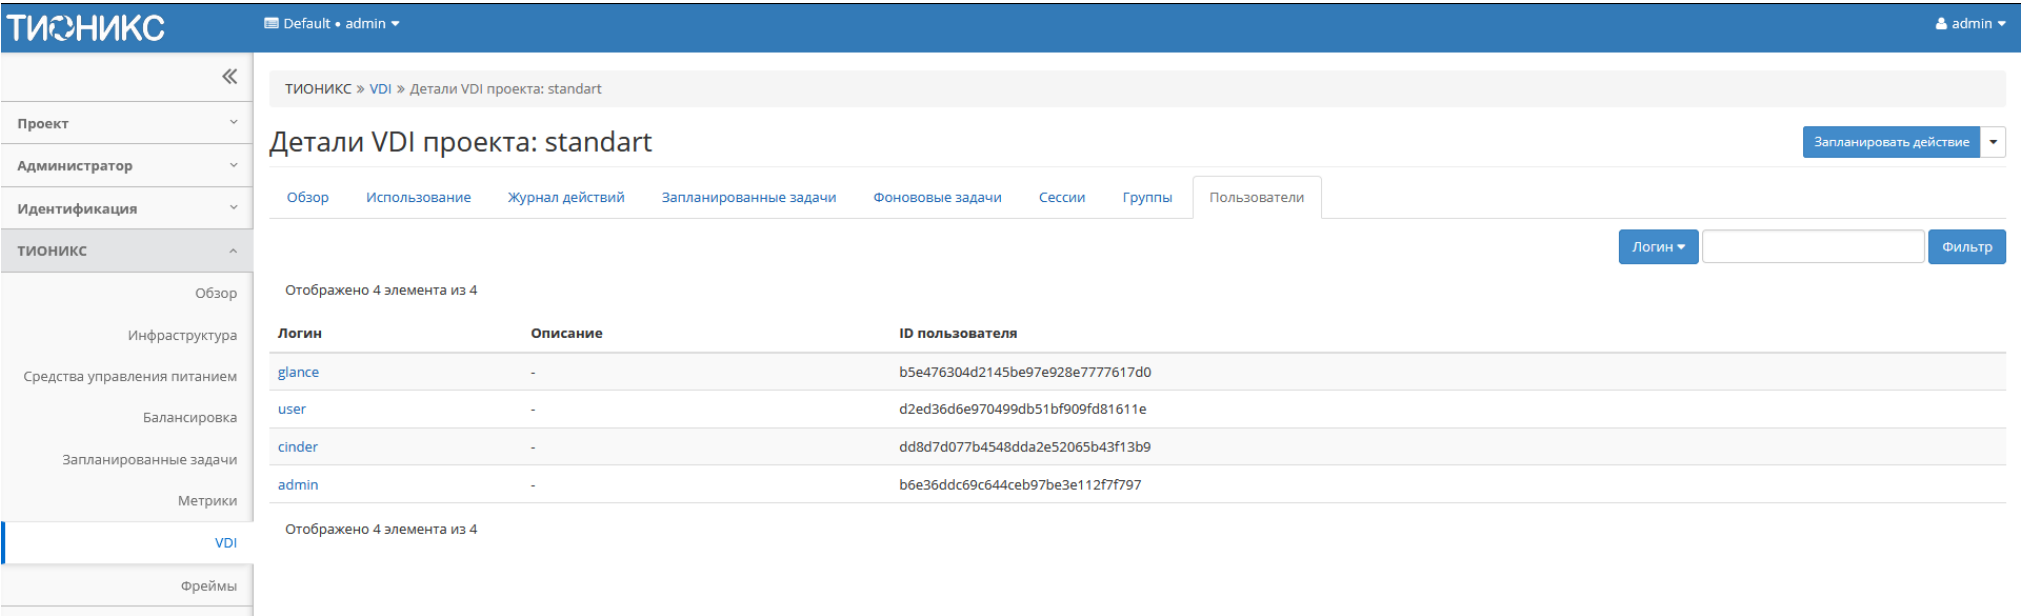 ТИОНИКС
Default • admin
admin
ТИОНИКС » VDI » Детали VDI проекта: standart
Проект
Администратор
Идентификация
ТИОНИКС
Обзор
Инфраструктура
Средства управления питанием
Балансировка
Запланированные задачи
Метрики
VDI
Фреймы
Детали VDI проекта: standart
Запланировать действие
Обзор Использование Журнал действий Запланированные задачи Фонововые задачи Сессии Группы Пользователи
Логин Фильтр
Отображено 4 элемента из 4
Логин Описание ID пользователя
glance - b5e476304d2145be97e928e7777617d0
user - d2ed36d6e970499db51bf909fd81611e
cinder - dd8d7d077b4548dda2e52065b43f13b9
admin - b6e36ddc69c644ceb97be3e112f7f797
Отображено 4 элемента из 4